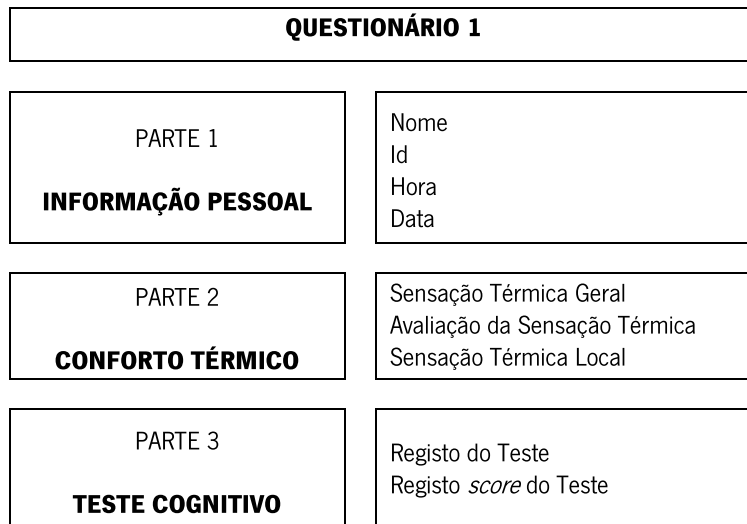 QUESTIONÁRIO 1
PARTE 1
INFORMAÇÃO PESSOAL
Nome
Id
Hora
Data
PARTE 2
CONFORTO TÉRMICO
Sensação Térmica Geral
Avaliação da Sensação Térmica
Sensação Térmica Local
PARTE 3
TESTE COGNITIVO
Registo do Teste
Registo score do Teste